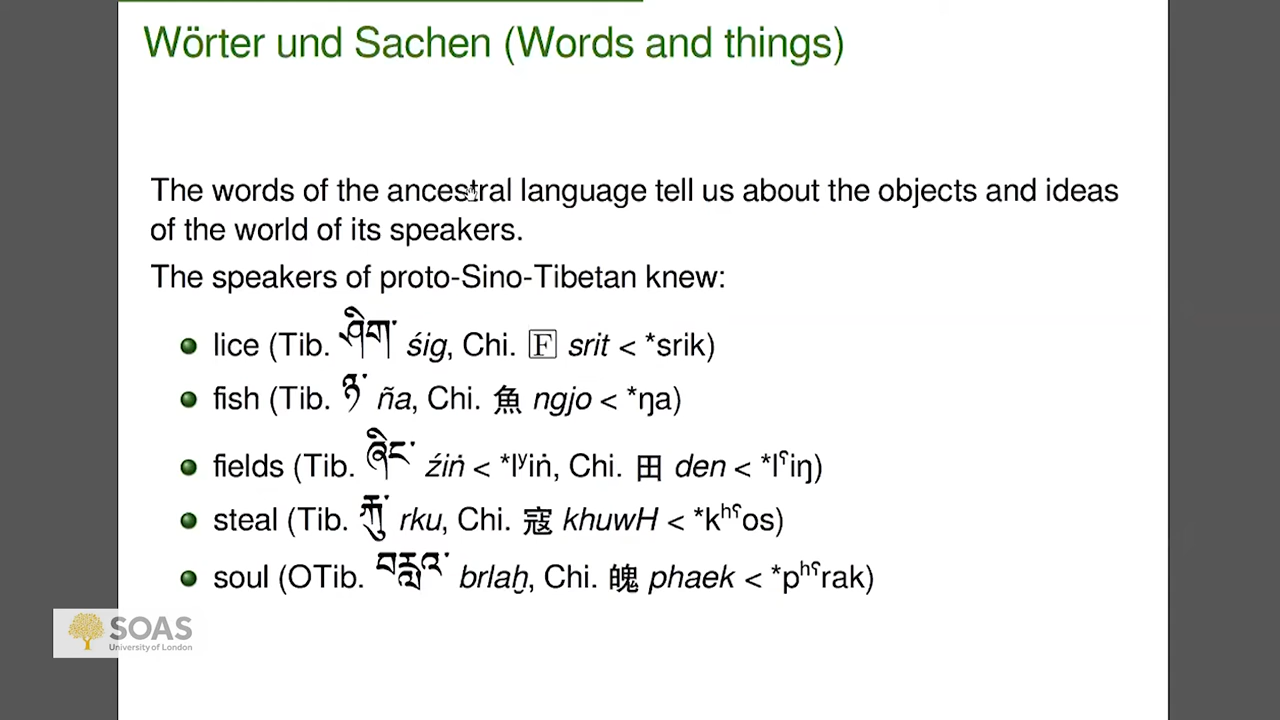 Wörter und Sachen (Words and things)
The words of the ancestral language tell us about the objects and ideas
of the world of its speakers.
The speakers of proto-Sino-Tibetan knew:
lice (Tib. ཤིག་ śig, Chi. F srit < *srik)
fish (Tib. ཉ་ ña, Chi. 魚 ngjo < *ŋa)
fields (Tib. ཞིང་ źiṅ < *lʸiṅ, Chi. 田 den < *lˤiŋ)
steal (Tib. རྐུ་ rku, Chi. 寇 khuwH < *kʰˤos)
soul (OTib. བརླའ་ brlaḫ, Chi. 魄 phaek < *pʰˤrak)
SOAS
University of London